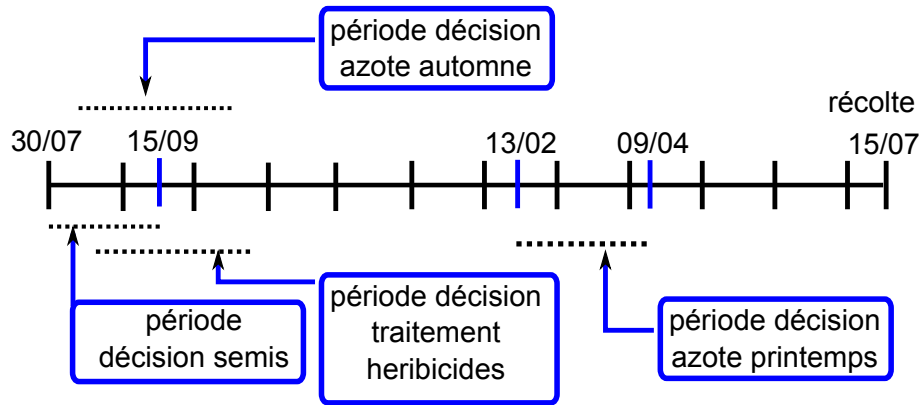 période décision
azote automne
récolte
30/07
15/09
13/02
09/04
15/07
période
décision semis
période décision
traitement
heribicides
période décision
azote printemps